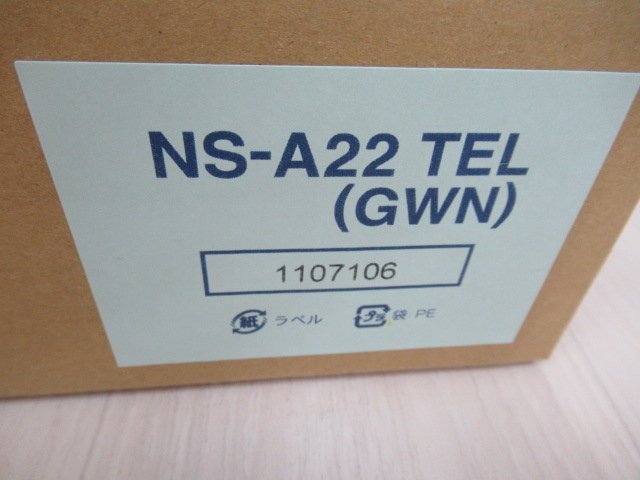 NS-A22 TEL
(GWN)
1107106
紙 ラベル プラ 袋 PE